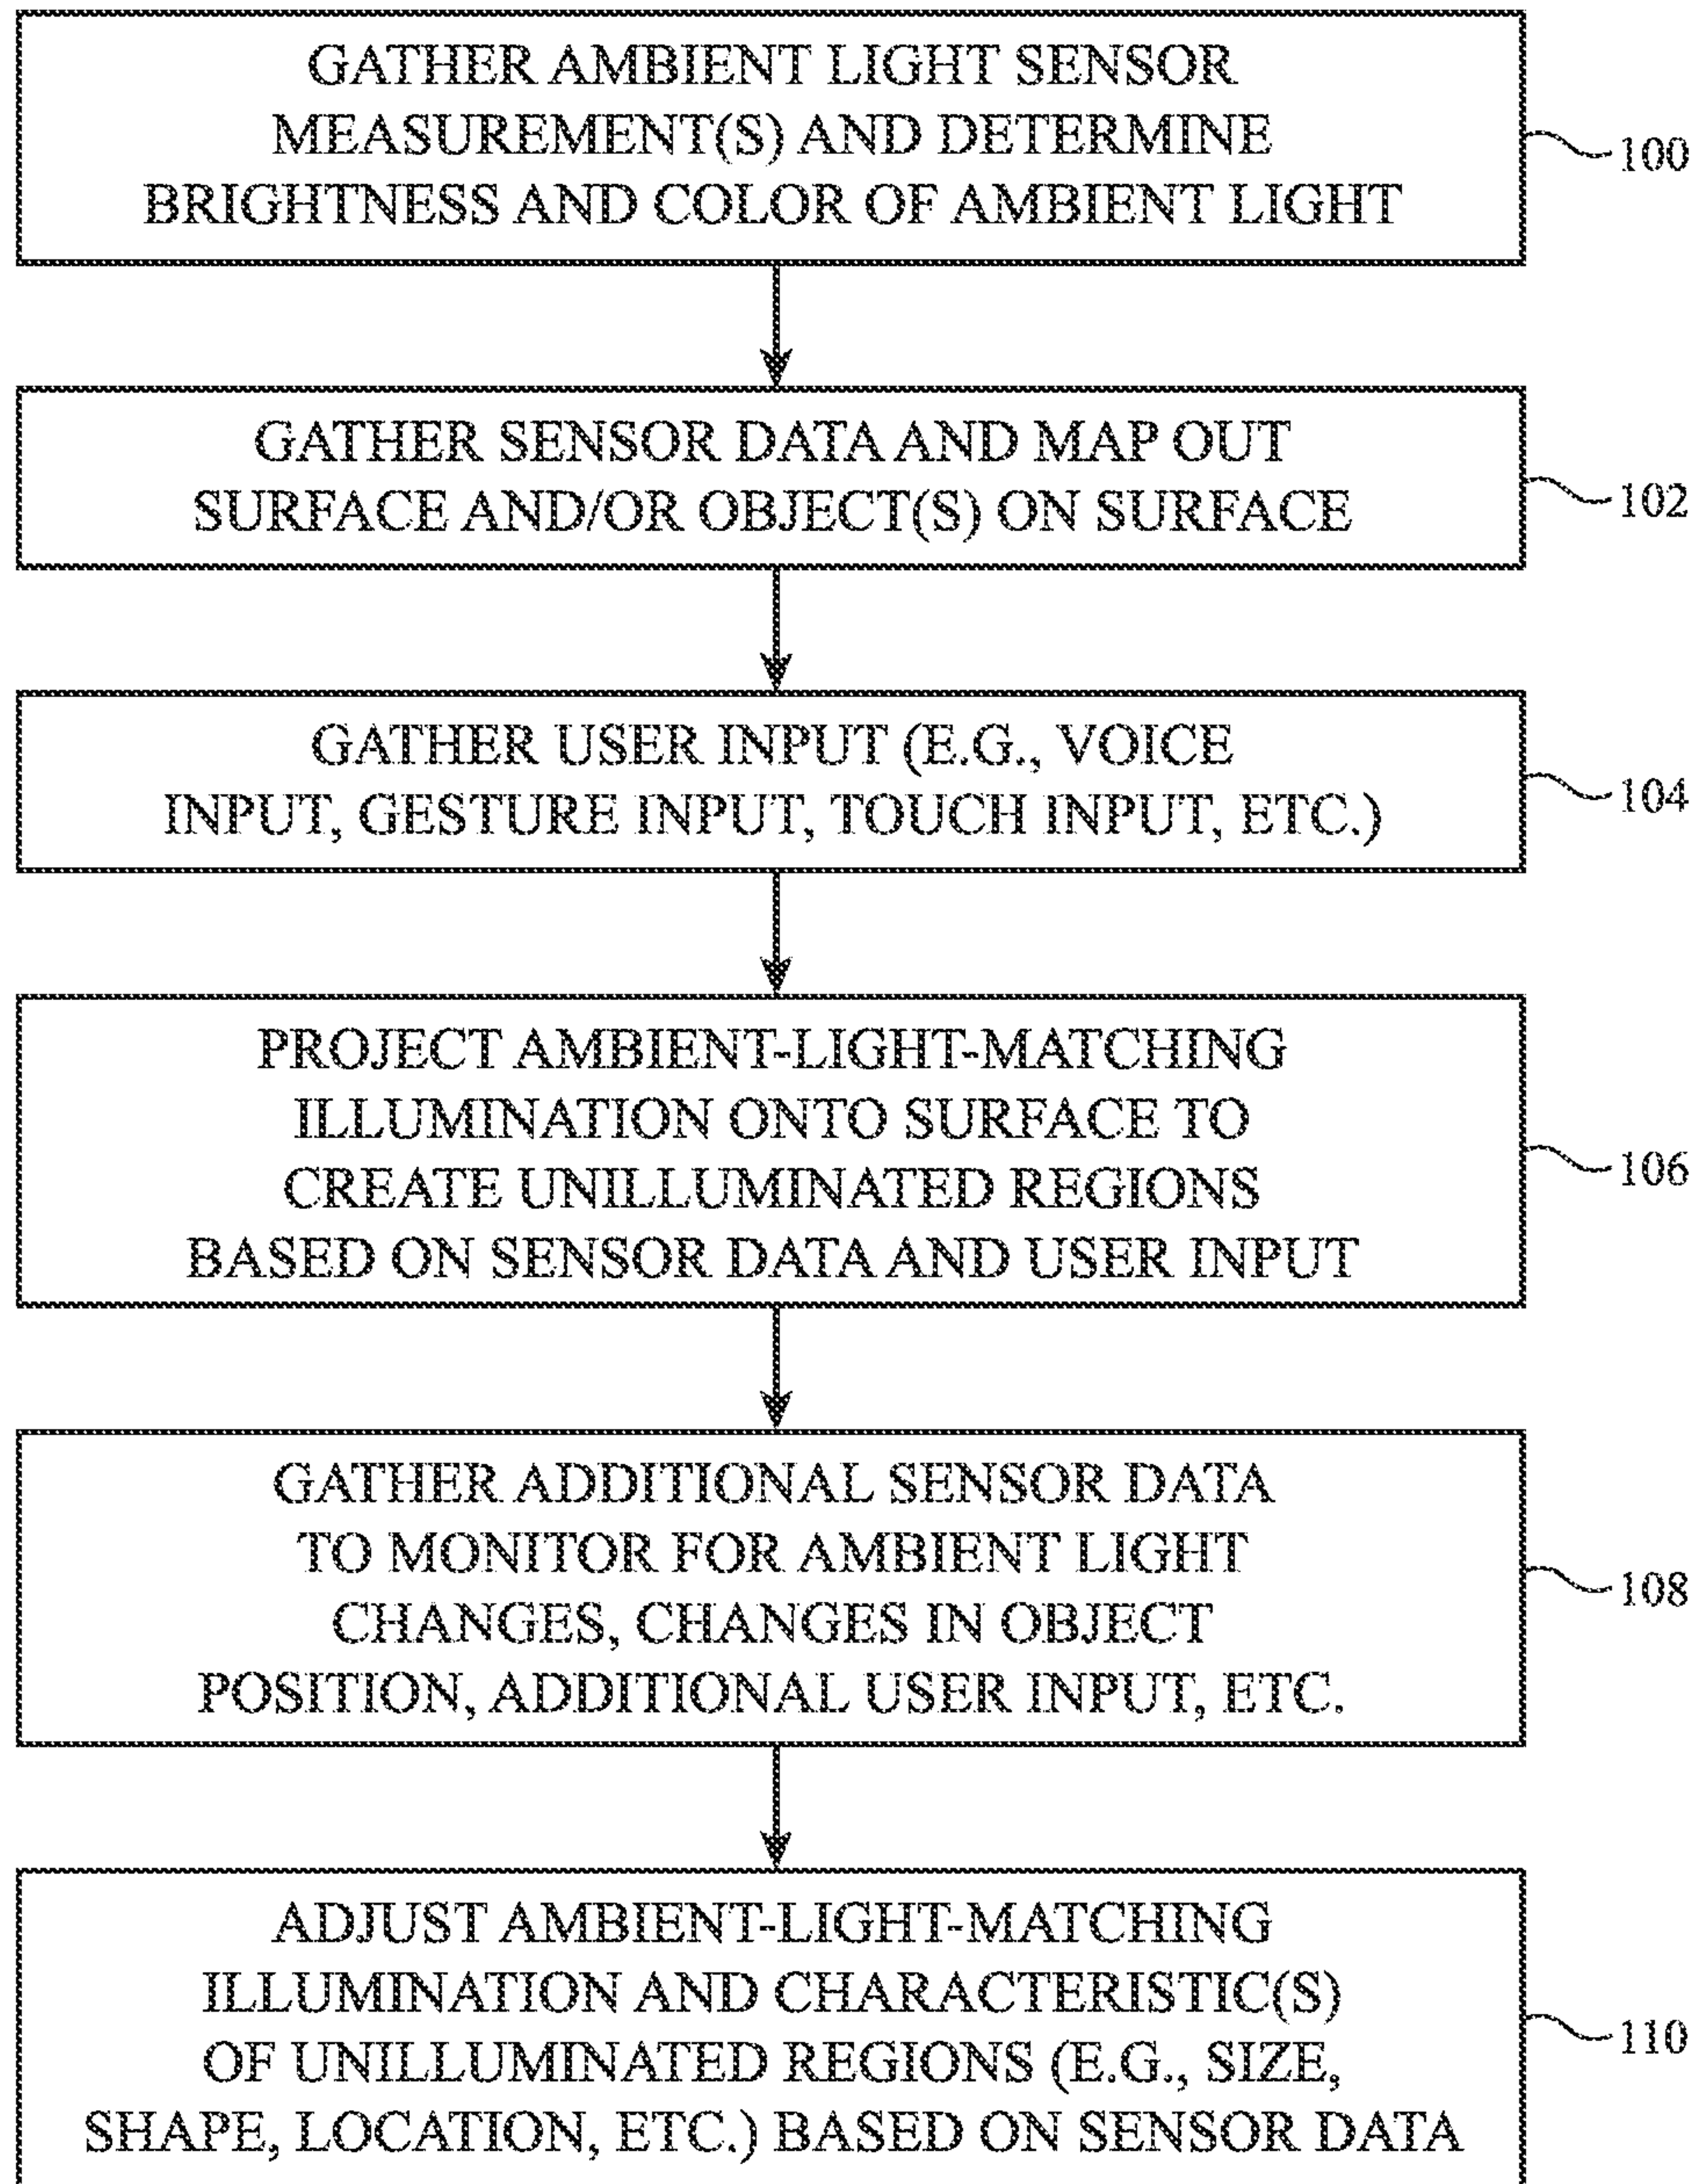 GATHER AMBIENT LIGHT SENSOR
MEASUREMENT(S) AND DETERMINE
BRIGHTNESS AND COLOR OF AMBIENT LIGHT
100
GATHER SENSOR DATA AND MAP OUT
SURFACE AND/OR OBJECT(S) ON SURFACE
102
GATHER USER INPUT (E.G., VOICE
INPUT, GESTURE INPUT, TOUCH INPUT, ETC.)
104
PROJECT AMBIENT-LIGHT-MATCHING
ILLUMINATION ONTO SURFACE TO
CREATE UNILLUMINATED REGIONS
BASED ON SENSOR DATA AND USER INPUT
106
GATHER ADDITIONAL SENSOR DATA
TO MONITOR FOR AMBIENT LIGHT
CHANGES, CHANGES IN OBJECT
POSITION, ADDITIONAL USER INPUT, ETC.
108
ADJUST AMBIENT-LIGHT-MATCHING
ILLUMINATION AND CHARACTERISTIC(S)
OF UNILLUMINATED REGIONS (E.G., SIZE,
SHAPE, LOCATION, ETC.) BASED ON SENSOR DATA
110